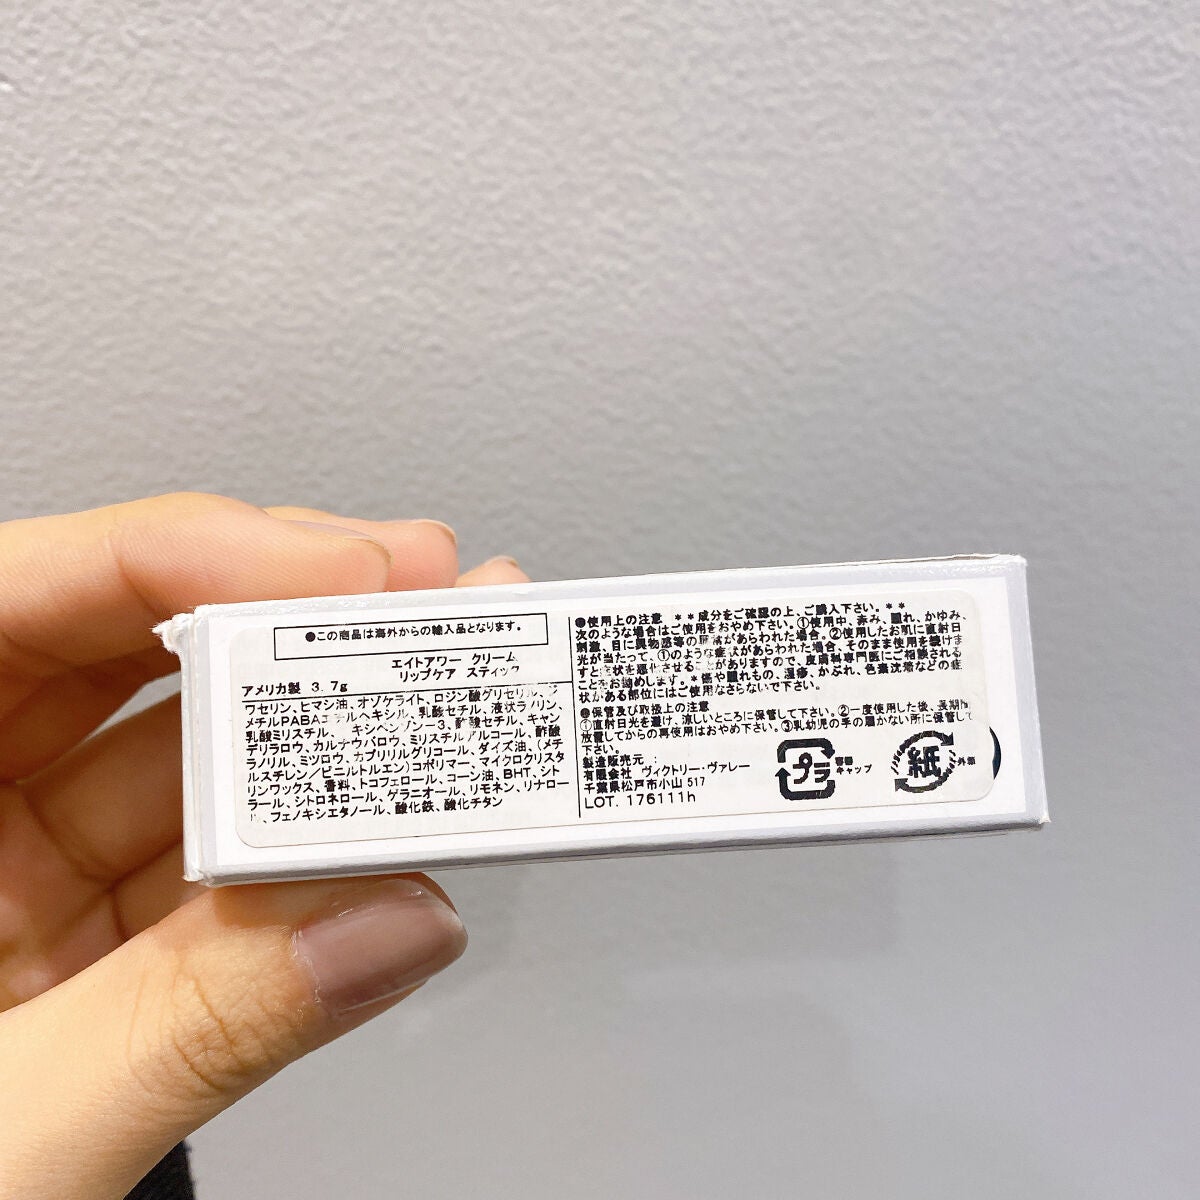 ●この商品は海外からの輸入品となります。
エイトアワー クリーム
リップケア スティック
アメリカ製 3. 7g
ワセリン、ヒマシ油、オゾケライト、ロジン酸グリセリル、ジ
メチルPABAエチルヘキシル、乳酸セチル、液状ラノリン、
乳酸ミリスチル、 キシベンゾン－3、酢酸セチル、キャン
デリラロウ、カルナウバロウ、ミリスチルアルコール、酢酸
ラノリル、ミツロウ、カプリリルグリコール、ダイズ油、（メチ
ルスチレン／ビニルトルエン）コポリマー、マイクロクリスタ
リンワックス、香料、トコフェロール、コーン油、BHT、シト
ラール、シトロネロール、ゲラニオール、リモネン、リナロー
ル、フェノキシエタノール、酸化鉄、酸化チタン
●使用上の注意 ＊＊成分をご確認の上、ご購入下さい。＊＊
次のような場合はご使用をおやめ下さい。①使用中、赤み、腫れ、かゆみ、
刺激、目に異物感等の異常があらわれた場合。②使用したお肌に直射日
光が当たって、①のような症状があらわれた場合、そのまま使用を続けま
すと症状を悪化させることがありますので、皮膚科専門医にご相談される
ことをお勧めします。＊傷や腫れもの、湿疹、かぶれ、色素沈着などの症
状がある部位にはご使用なさらないで下さい。
●保管及び取扱上の注意
①直射日光を避け、涼しいところに保管して下さい。②一度使用した後、長期間
放置してからの再使用はおやめ下さい。③乳幼児の手の届かない所に保管して
下さい。
製造販売元 :
有限会社 ヴィクトリー・ヴァレー
千葉県松戸市小山 517
LOT. 176111h
プラ
容器
キャップ
紙
外箱